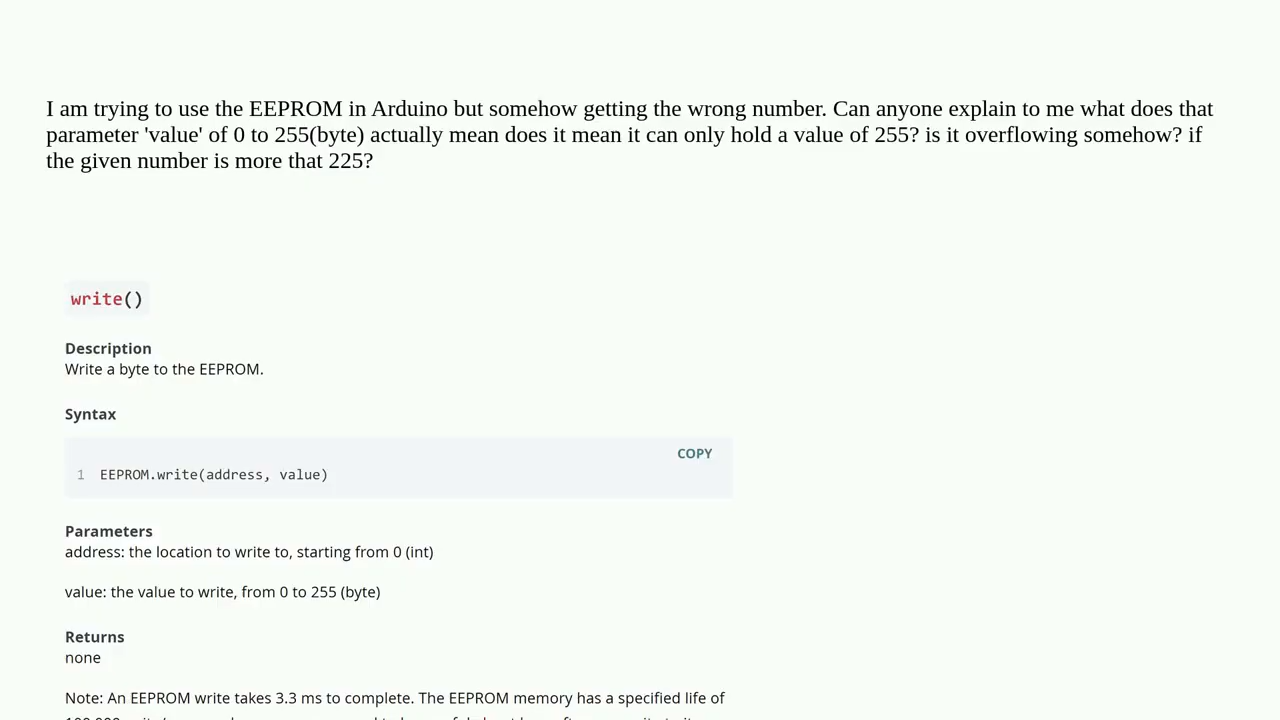 I am trying to use the EEPROM in Arduino but somehow getting the wrong number. Can anyone explain to me what does that
parameter 'value' of 0 to 255(byte) actually mean does it mean it can only hold a value of 255? is it overflowing somehow? if
the given number is more that 225?
write()
Description
Write a byte to the EEPROM.
Syntax
COPY
1 EEPROM.write(address, value)
Parameters
address: the location to write to, starting from 0 (int)
value: the value to write, from 0 to 255 (byte)
Returns
none
Note: An EEPROM write takes 3.3 ms to complete. The EEPROM memory has a specified life of